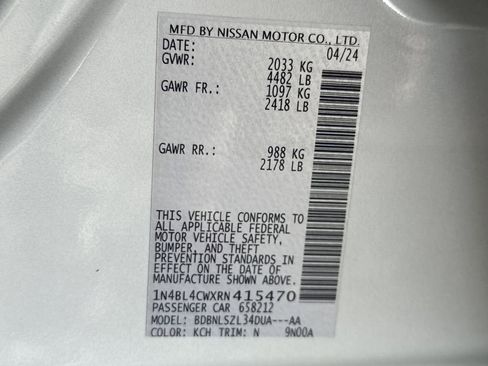 MFD BY NISSAN MOTOR CO., LTD.
DATE: 04/24
GVWR: 2033 KG
4482 LB
GAWR FR.: 1097 KG
2418 LB
GAWR RR.: 988 KG
2178 LB
THIS VEHICLE CONFORMS TO
ALL APPLICABLE FEDERAL
MOTOR VEHICLE SAFETY,
BUMPER, AND THEFT
PREVENTION STANDARDS IN
EFFECT ON THE DATE OF
MANUFACTURE SHOWN ABOVE.
1N4BL4CWXRN415470
PASSENGER CAR 658212
MODEL: BDBNLSZL34DUA---AA
COLOR: KCH TRIM: N 9N00A